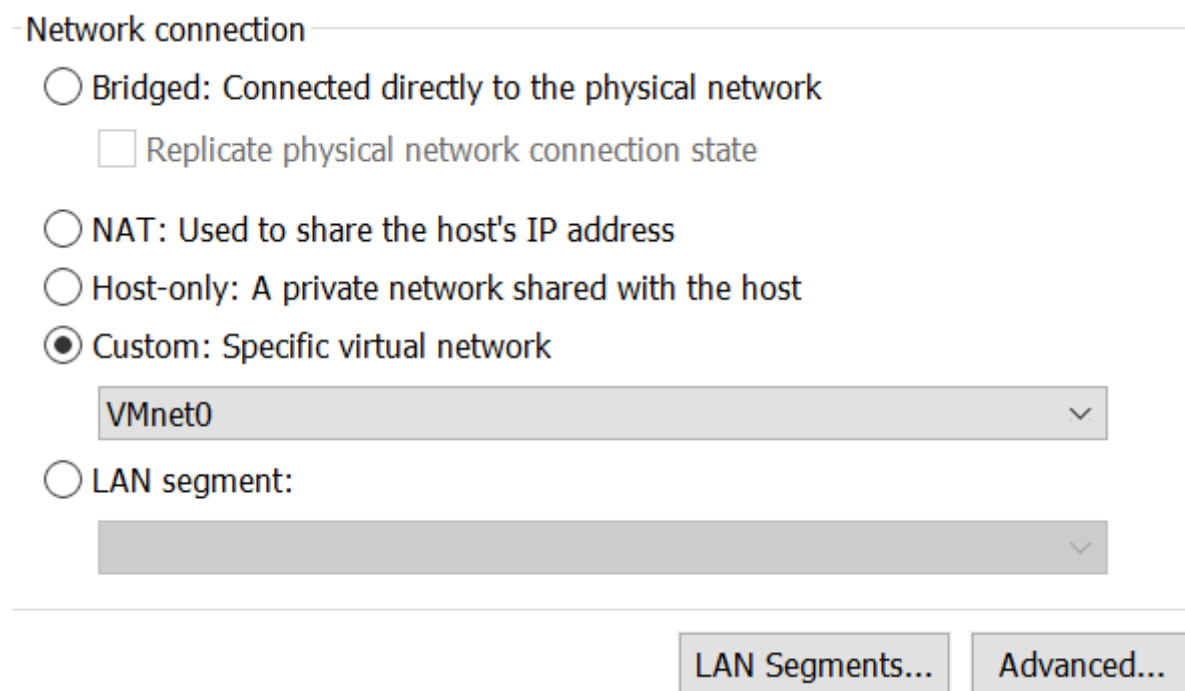 Network connection
Bridged: Connected directly to the physical network
Replicate physical network connection state
NAT: Used to share the host's IP address
Host-only: A private network shared with the host
Custom: Specific virtual network
VMnet0
LAN segment:
LAN Segments... Advanced...